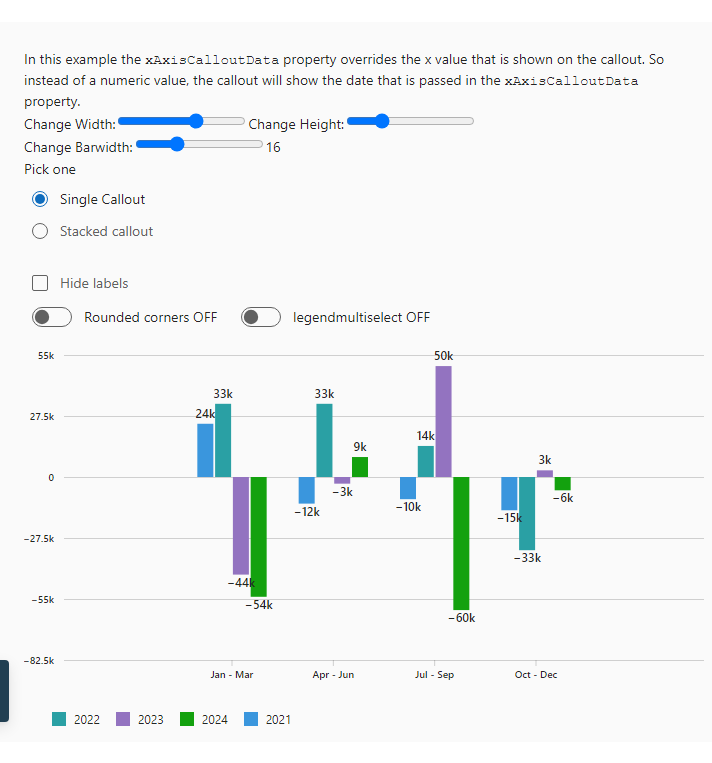 In this example the xAxisCalloutData property overrides the x value that is shown on the callout. So
instead of a numeric value, the callout will show the date that is passed in the xAxisCalloutData
property.
Change Width: Change Height:
Change Barwidth: 16
Pick one
Single Callout
Stacked callout
Hide labels
Rounded corners OFF legendmultiselect OFF
55k
27.5k
0
−27.5k
−55k
−82.5k
24k
33k
−44k
−54k
−12k
33k
−3k
9k
−10k
14k
50k
−60k
−15k
−33k
3k
−6k
Jan - Mar Apr - Jun Jul - Sep Oct - Dec
2022 2023 2024 2021